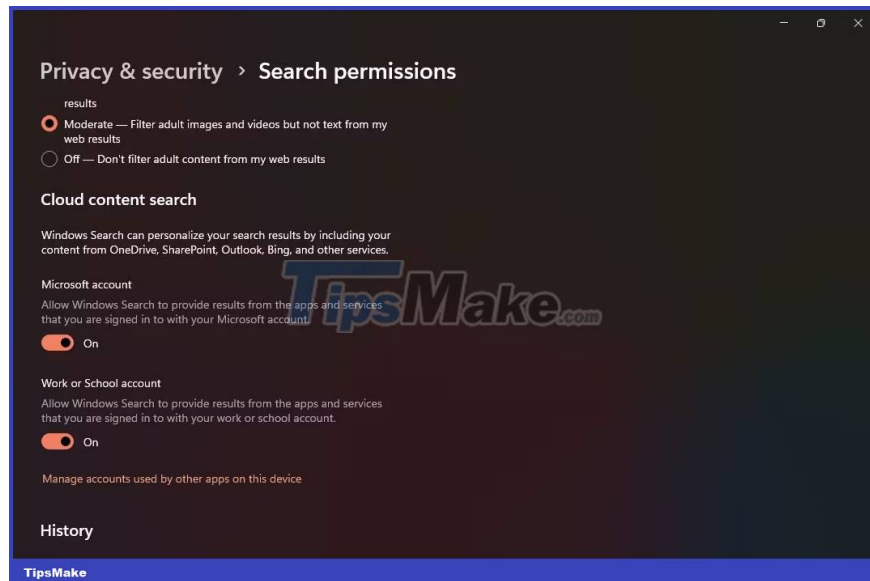 Privacy & security > Search permissions
results
Moderate — Filter adult images and videos but not text from my
web results
Off — Don't filter adult content from my web results
Cloud content search
Windows Search can personalize your search results by including your
content from OneDrive, SharePoint, Outlook, Bing, and other services.
Microsoft account
Allow Windows Search to provide results from the apps and services
that you are signed in to with your Microsoft account.
On
Work or School account
Allow Windows Search to provide results from the apps and services
that you are signed in to with your work or school account.
On
Manage accounts used by other apps on this device
History
TipsMake.com
TipsMake